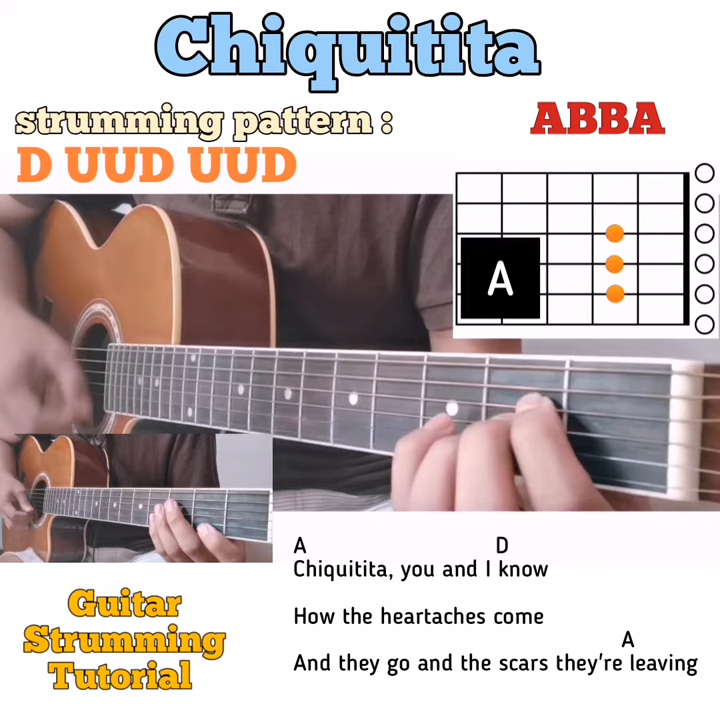 Chiquitita
strumming pattern :
ABBA
D UUD UUD
A
A D
Chiquitita, you and I know
How the heartaches come
A
And they go and the scars they're leaving
Guitar
Strumming
Tutorial